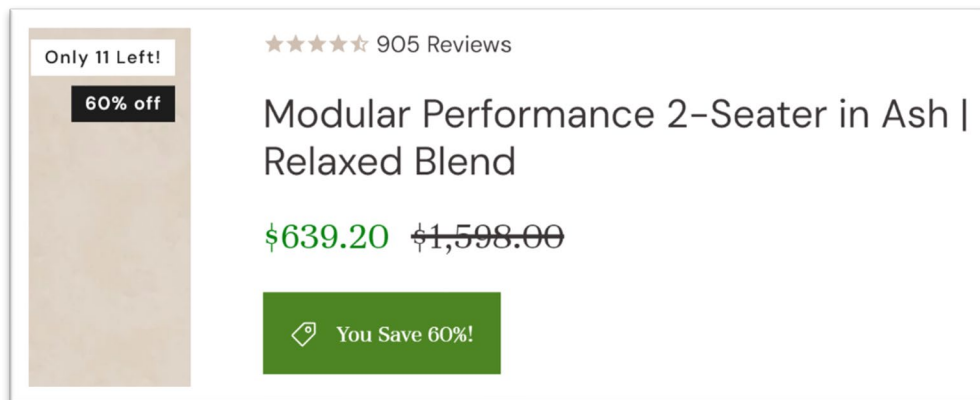 Only 11 Left!
60% off
905 Reviews
Modular Performance 2-Seater in Ash |
Relaxed Blend
$639.20 $1,598.00
You Save 60%!